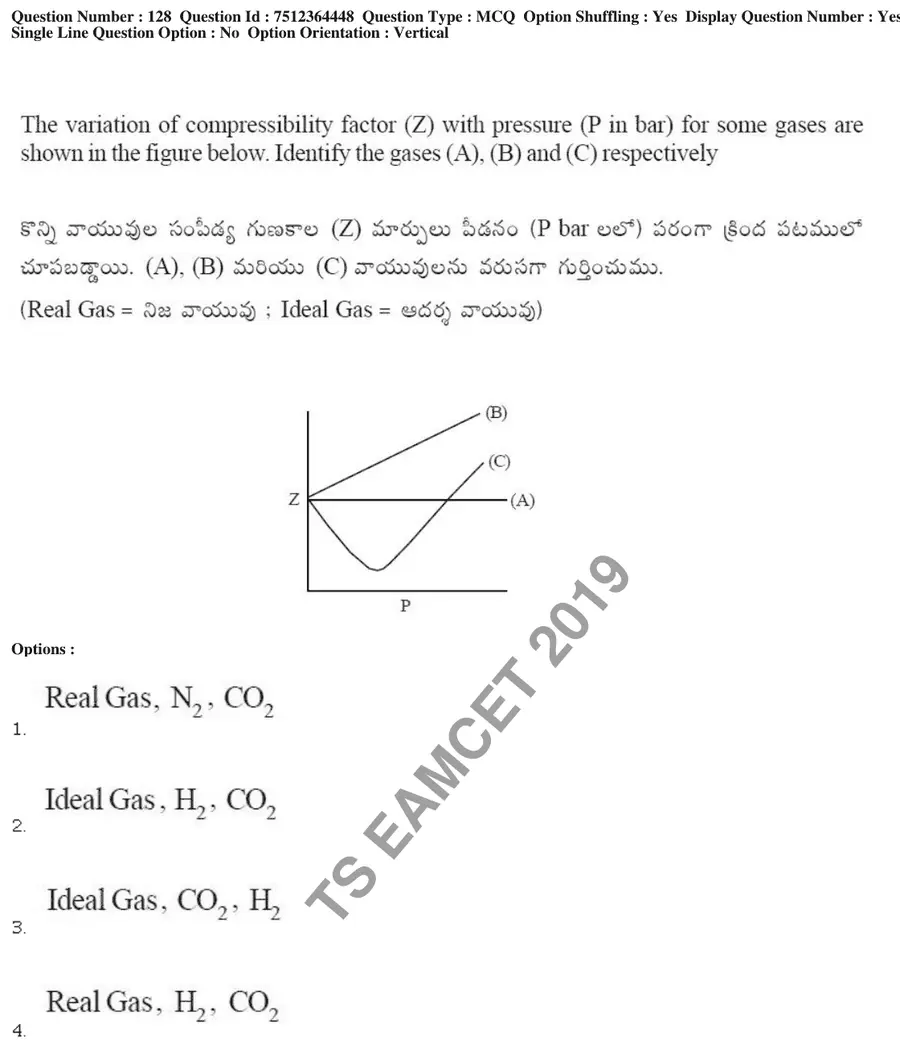 Question Number : 128 Question Id : 7512364448 Question Type : MCQ Option Shuffling : Yes Display Question Number : Yes
Single Line Question Option : No Option Orientation : Vertical
The variation of compressibility factor (Z) with pressure (P in bar) for some gases are
shown in the figure below. Identify the gases (A), (B) and (C) respectively
కొన్ని వాయువుల సంపీడ్య గుణకాల (Z) మార్పులు పీడనం (P bar లలో) పరంగా క్రింద పటములో
చూపబడ్డాయి. (A), (B) మరియు (C) వాయువులను వరుసగా గుర్తించుము.
(Real Gas = నిజ వాయువు ; Ideal Gas = ఆదర్శ వాయువు)
(B)
(C)
Z
(A)
P
TS EAMCET 2019
Options :
1. Real Gas, N₂, CO₂
2. Ideal Gas, H₂, CO₂
3. Ideal Gas, CO₂, H₂
4. Real Gas, H₂, CO₂